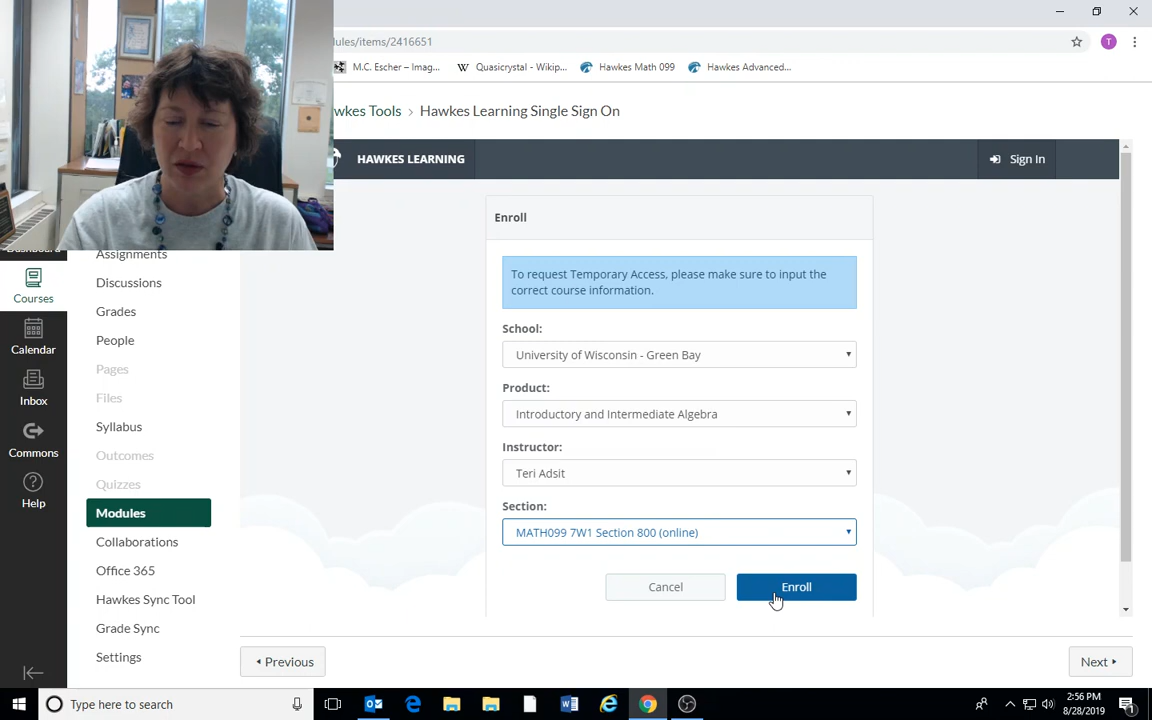 ules/items/2416651
M.C. Escher – Imag...
Quasicrystal - Wikip...
Hawkes Math 099
Hawkes Advanced...
wkes Tools > Hawkes Learning Single Sign On
HAWKES LEARNING
Sign In
Enroll
To request Temporary Access, please make sure to input the
correct course information.
School:
University of Wisconsin - Green Bay
Product:
Introductory and Intermediate Algebra
Instructor:
Teri Adsit
Section:
MATH099 7W1 Section 800 (online)
Cancel
Enroll
Previous
Next
Courses
Calendar
Inbox
Commons
Help
Assignments
Discussions
Grades
People
Pages
Files
Syllabus
Outcomes
Quizzes
Modules
Collaborations
Office 365
Hawkes Sync Tool
Grade Sync
Settings
T
Type here to search
2:56 PM
8/28/2019
1